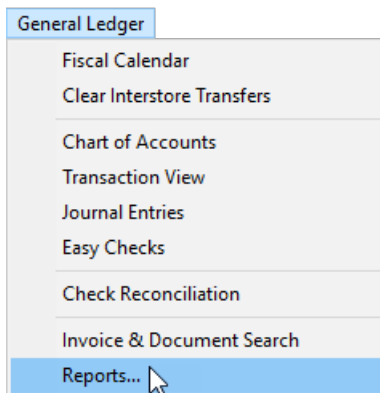 General Ledger
Fiscal Calendar
Clear Interstore Transfers
Chart of Accounts
Transaction View
Journal Entries
Easy Checks
Check Reconciliation
Invoice & Document Search
Reports...